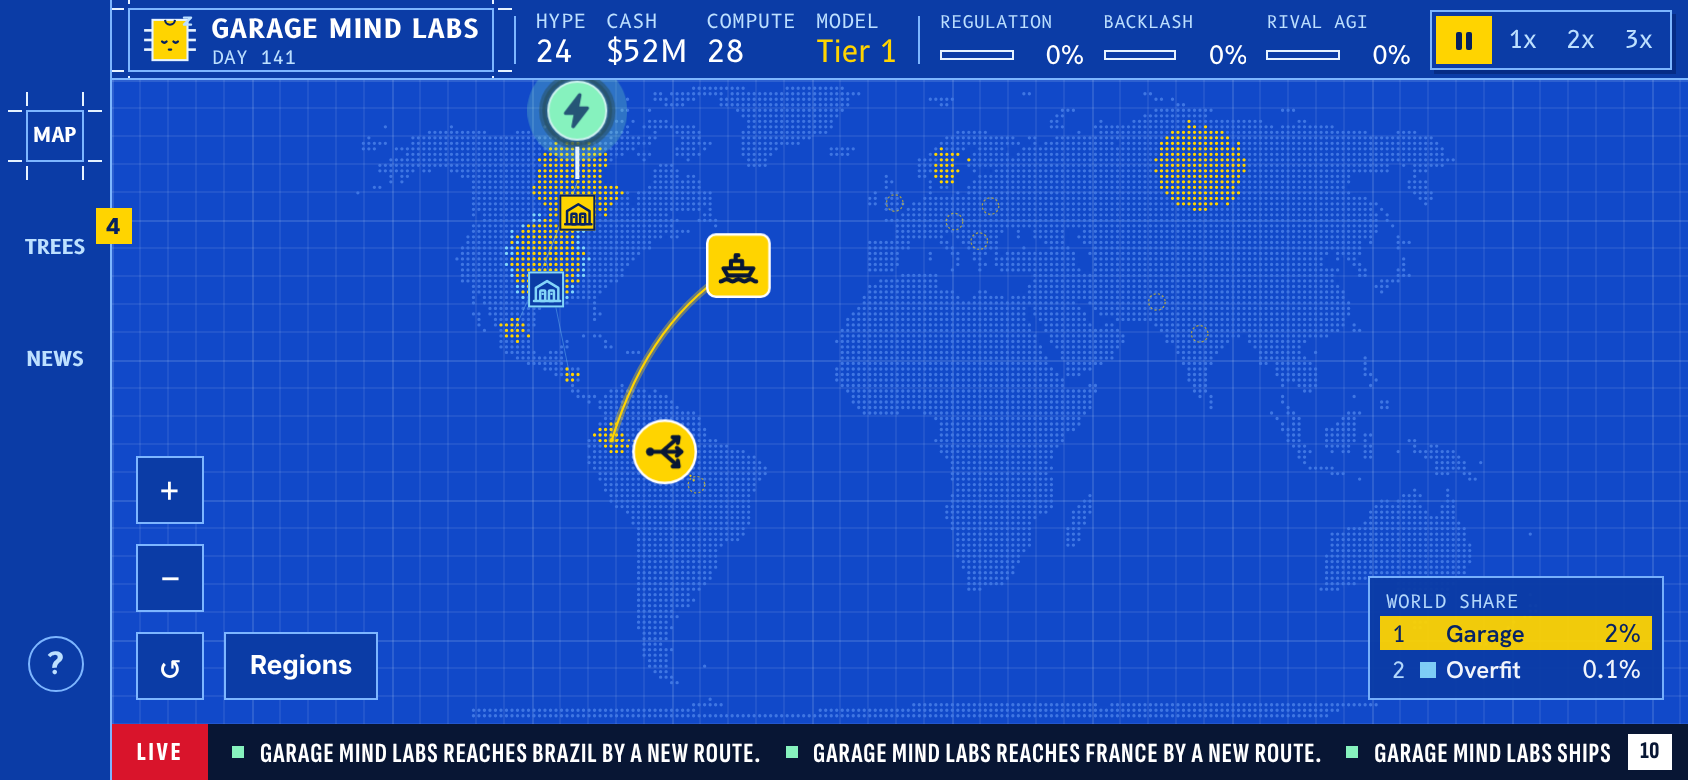 GARAGE MIND LABS
DAY 141
HYPE
24
CASH
$52M
COMPUTE
28
MODEL
Tier 1
REGULATION
0%
BACKLASH
0%
RIVAL AGI
0%
1x 2x 3x
MAP
4
TREES
NEWS
+
−
↺
Regions
?
WORLD SHARE
1 Garage 2%
2 Overfit 0.1%
LIVE
GARAGE MIND LABS REACHES BRAZIL BY A NEW ROUTE. GARAGE MIND LABS REACHES FRANCE BY A NEW ROUTE. GARAGE MIND LABS SHIPS
10